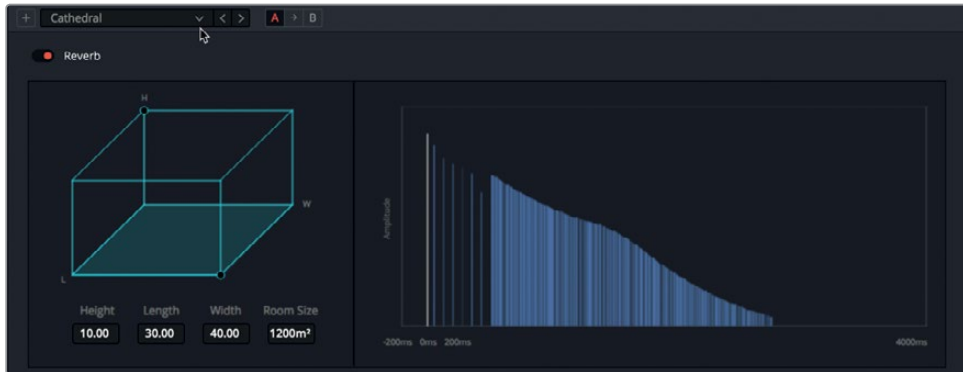 + Cathedral < > A > B
Reverb
H
W
L
Height Length Width Room Size
10.00 30.00 40.00 1200m²
Amplitude
-200ms 0ms 200ms 4000ms